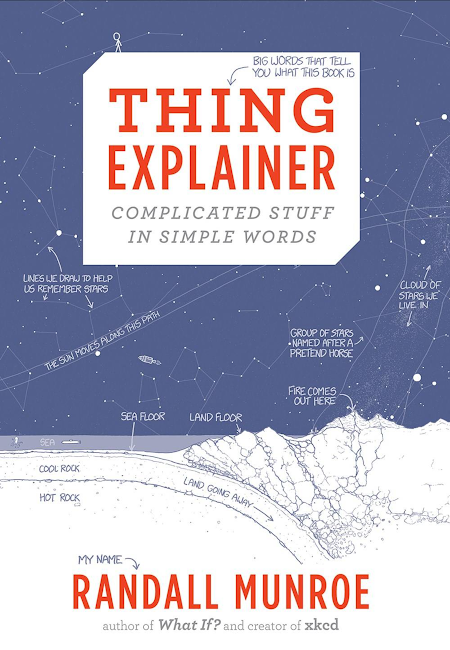 BIG WORDS THAT TELL
YOU WHAT THIS BOOK IS
THING
EXPLAINER
COMPLICATED STUFF
IN SIMPLE WORDS
LINES WE DRAW TO HELP
US REMEMBER STARS
CLOUD OF
STARS WE
LIVE IN
THE SUN MOVES ALONG THIS PATH
GROUP OF STARS
NAMED AFTER A
PRETEND HORSE
FIRE COMES
OUT HERE
SEA FLOOR
LAND FLOOR
SEA
COOL ROCK
LAND GOING AWAY
HOT ROCK
MY NAME
RANDALL MUNROE
author of What If? and creator of xkcd